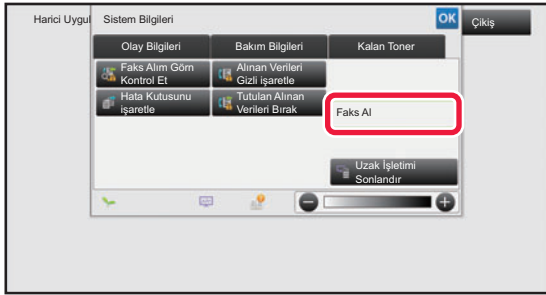 Harici Uygul
Sistem Bilgileri
OK
Çıkış
Olay Bilgileri
Bakım Bilgileri
Kalan Toner
Faks Alım Görn
Kontrol Et
Alınan Verileri
Gizli işaretle
Hata Kutusunu
işaretle
Tutulan Alınan
Verileri Bırak
Faks Al
Uzak İşletimi
Sonlandır